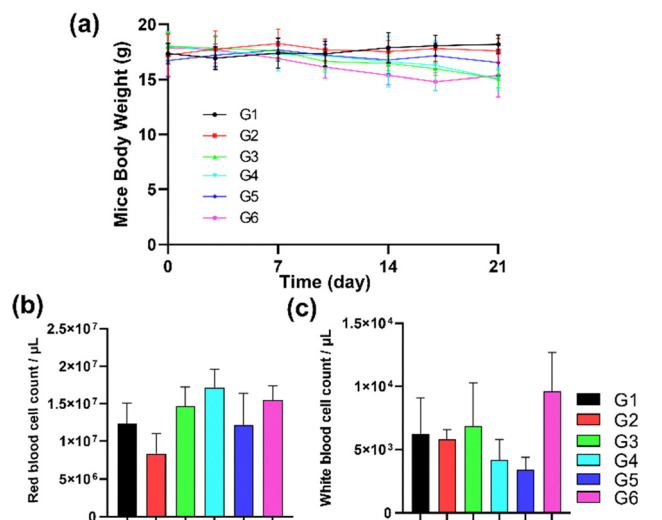 (a)
Mice Body Weight (g)
20
15
10
5
0
G1
G2
G3
G4
G5
G6
0
7
14
21
Time (day)
(b)
Red blood cell count / µL
2.5×10⁷
2×10⁷
1.5×10⁷
1×10⁷
5×10⁶
0
(c)
White blood cell count / µL
1.5×10⁴
1×10⁴
5×10³
0
G1
G2
G3
G4
G5
G6